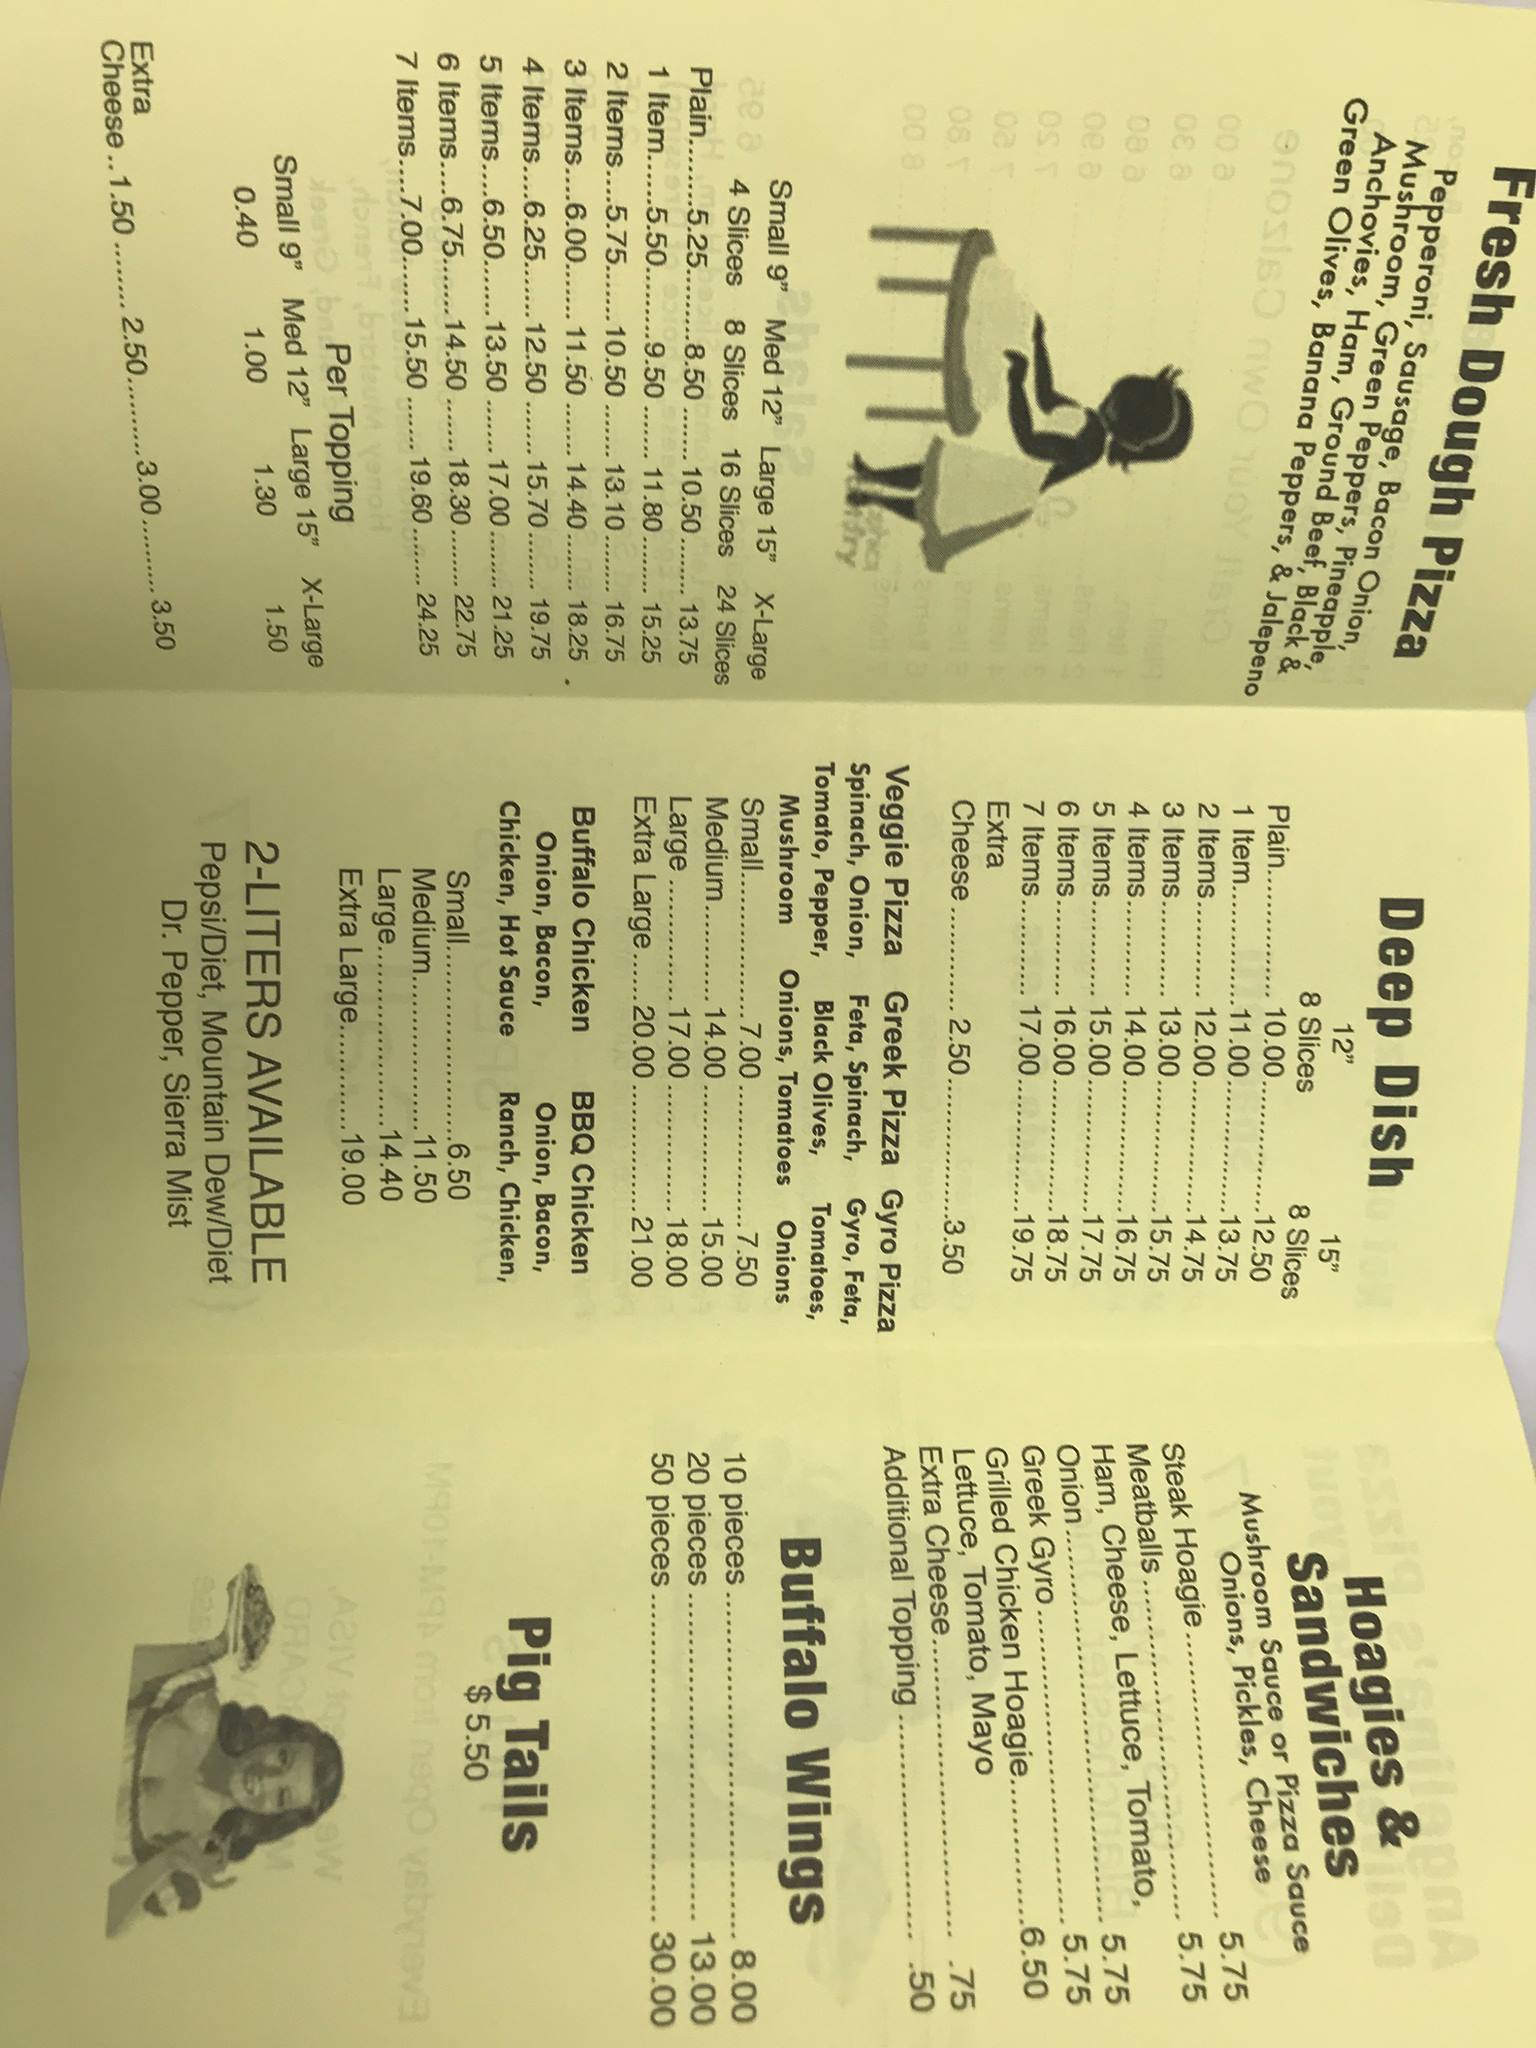 Fresh Dough Pizza
Pepperoni, Sausage, Bacon Onion,
Mushroom, Green Peppers, Pineapple,
Anchovies, Ham, Ground Beef, Black &
Green Olives, Banana Peppers, & Jalepeno
Small 9" Med 12" Large 15" X-Large
4 Slices 8 Slices 16 Slices 24 Slices
Plain........5.25.........8.50 ....... 10.50 ....... 13.75
1 Item.......5.50.........9.50 ....... 11.80 ....... 15.25
2 Items.....5.75.......10.50 ....... 13.10 ....... 16.75
3 Items....6.00.......11.50 ....... 14.40 ....... 18.25
4 Items....6.25.......12.50 ....... 15.70 ....... 19.75
5 Items....6.50.......13.50 ....... 17.00 ....... 21.25
6 Items....6.75.......14.50 ....... 18.30 ....... 22.75
7 Items....7.00.......15.50 ....... 19.60 ....... 24.25
Per Topping
Small 9" Med 12" Large 15" X-Large
0.40 1.00 1.30 1.50
Extra
Cheese ..1.50 ........ 2.50..........3.00 .......... 3.50
Deep Dish
12" 15"
8 Slices 8 Slices
Plain............... 10.00 ...............12.50
1 Item...............11.00 ...............13.75
2 Items............ 12.00 ...............14.75
3 Items............ 13.00 ...............15.75
4 Items............ 14.00 ...............16.75
5 Items............ 15.00 ...............17.75
6 Items............ 16.00 ...............18.75
7 Items............ 17.00 ...............19.75
Extra
Cheese ............ 2.50 ...............3.50
Veggie Pizza Greek Pizza Gyro Pizza
Spinach, Onion, Feta, Spinach, Gyro, Feta,
Tomato, Pepper, Black Olives, Tomatoes,
Mushroom Onions, Tomatoes Onions
Small................. 7.00 ................. 7.50
Medium............ 14.00 ...............15.00
Large ............... 17.00 ............... 18.00
Extra Large...... 20.00 ...............21.00
Buffalo Chicken BBQ Chicken
Onion, Bacon, Onion, Bacon,
Chicken, Hot Sauce Ranch, Chicken,
Small......................6.50
Medium..................11.50
Large.....................14.40
Extra Large............19.00
2-LITERS AVAILABLE
Pepsi/Diet, Mountain Dew/Diet
Dr. Pepper, Sierra Mist
Hoagies &
Sandwiches
Mushroom Sauce or Pizza Sauce
Onions, Pickles, Cheese
Steak Hoagie .............................. 5.75
Meatballs ................................... 5.75
Ham, Cheese, Lettuce, Tomato,
Onion ......................................... 5.75
Greek Gyro ................................. 5.75
Grilled Chicken Hoagie...............6.50
Lettuce, Tomato, Mayo
Extra Cheese............................... .75
Additional Topping ...................... .50
Buffalo Wings
10 pieces ................................... 8.00
20 pieces ................................. 13.00
50 pieces ................................. 30.00
Pig Tails
$ 5.50